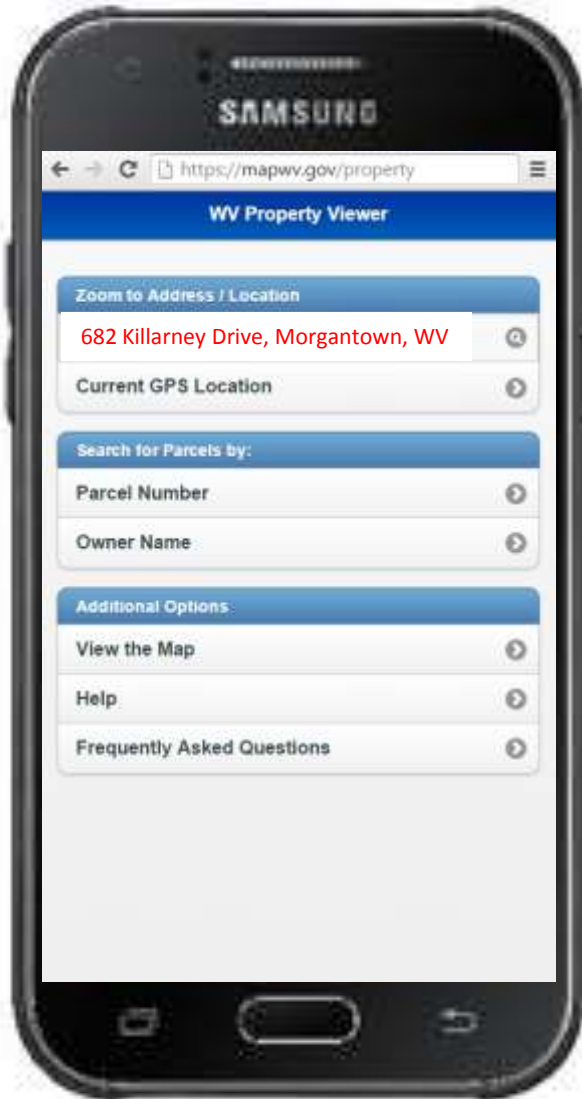 SAMSUNG
https://mapwv.gov/property
WV Property Viewer
Zoom to Address / Location
682 Killarney Drive, Morgantown, WV
Current GPS Location
Search for Parcels by:
Parcel Number
Owner Name
Additional Options
View the Map
Help
Frequently Asked Questions